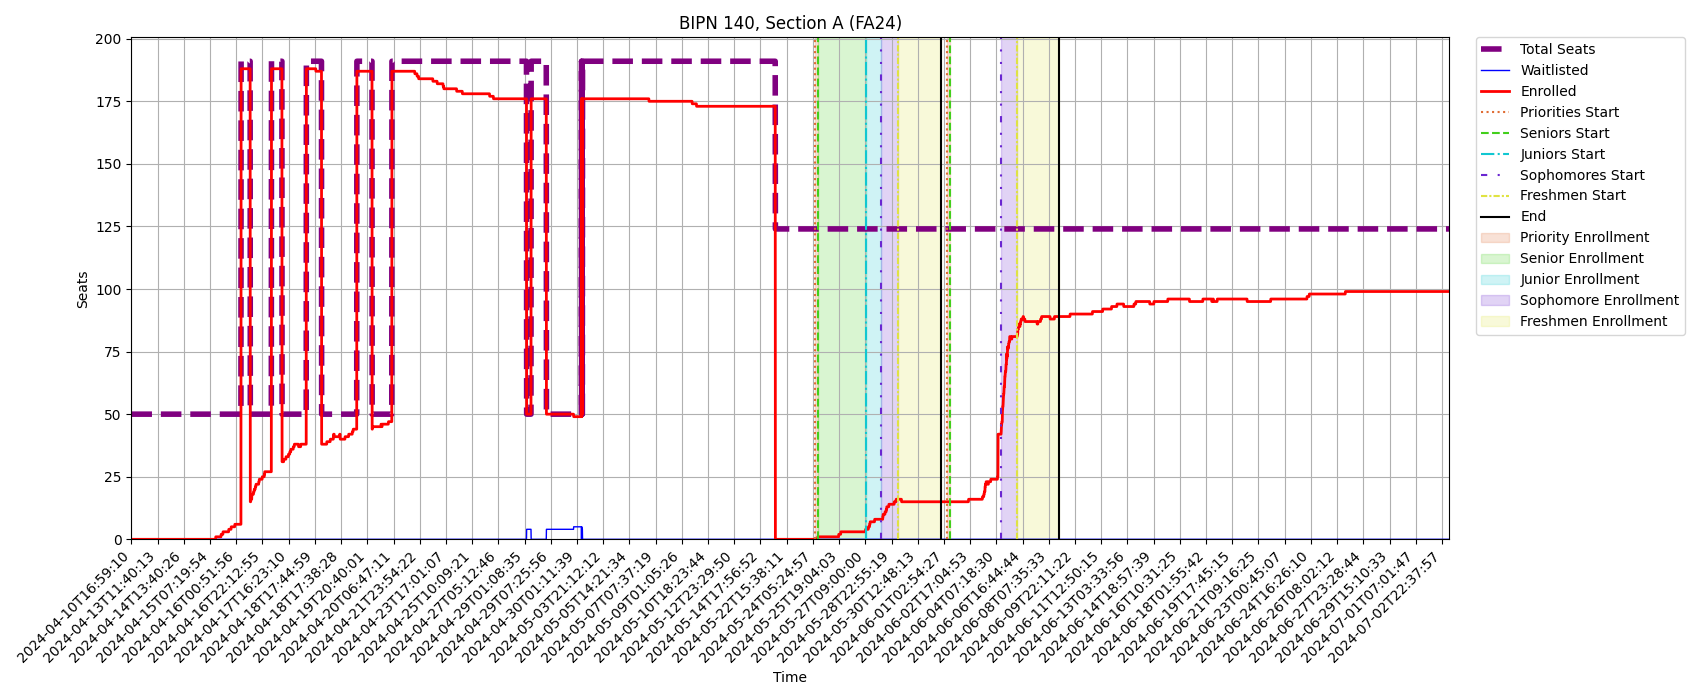 BIPN 140, Section A (FA24)
200
175
150
125
100
75
50
25
0
Seats
2024-04-10T16:59:10
2024-04-13T11:40:13
2024-04-14T13:40:26
2024-04-15T07:19:54
2024-04-16T00:51:56
2024-04-16T22:12:55
2024-04-17T16:23:10
2024-04-18T17:44:59
2024-04-18T17:38:28
2024-04-19T20:40:01
2024-04-20T06:47:11
2024-04-21T23:54:22
2024-04-23T01:01:07
2024-04-25T10:09:21
2024-04-27T05:12:46
2024-04-29T01:08:35
2024-04-29T07:25:56
2024-04-30T01:11:39
2024-05-03T21:12:12
2024-05-05T14:21:34
2024-05-07T07:37:19
2024-05-09T01:05:26
2024-05-10T18:23:44
2024-05-12T23:29:50
2024-05-14T17:56:52
2024-05-22T15:38:11
2024-05-24T05:24:57
2024-05-25T19:04:03
2024-05-27T09:00:00
2024-05-28T22:55:19
2024-05-30T12:48:13
2024-06-01T02:54:27
2024-06-02T17:04:53
2024-06-04T07:18:30
2024-06-06T16:44:44
2024-06-08T07:35:33
2024-06-09T22:11:22
2024-06-11T12:50:15
2024-06-13T03:33:56
2024-06-14T18:57:39
2024-06-16T10:31:25
2024-06-18T01:55:42
2024-06-19T17:45:15
2024-06-21T09:16:25
2024-06-23T00:45:07
2024-06-24T16:26:10
2024-06-26T08:02:12
2024-06-27T23:28:44
2024-06-29T15:10:33
2024-07-01T07:01:47
2024-07-02T22:37:57
Time
Total Seats
Waitlisted
Enrolled
Priorities Start
Seniors Start
Juniors Start
Sophomores Start
Freshmen Start
End
Priority Enrollment
Senior Enrollment
Junior Enrollment
Sophomore Enrollment
Freshmen Enrollment